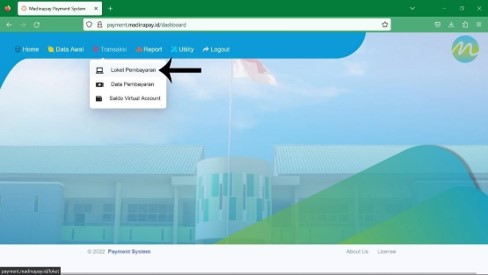 Madinapay Payment System
payment.madinapay.id/dashboard
Home Data Awal Transaksi Report Utility Logout
Loket Pembayaran
Data Pembayaran
Saldo Virtual Account
© 2022 Payment System
About Us License
payment.madinapay.id/loket